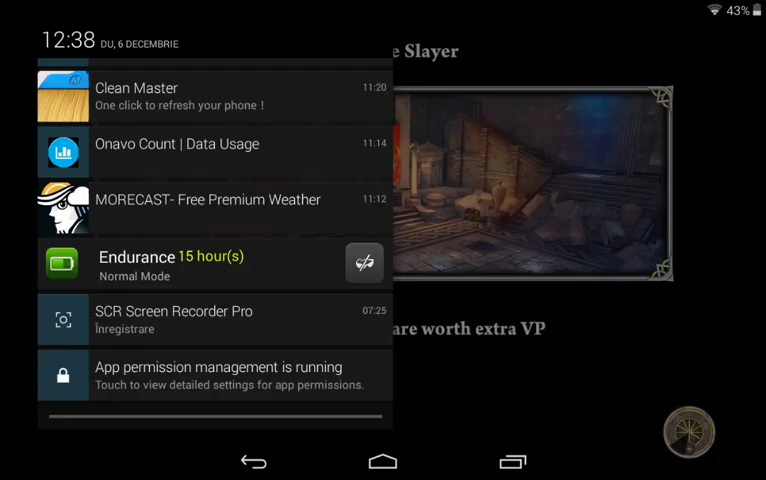 43%
12:38 DU, 6 DECEMBRIE
e Slayer
Clean Master 11:20
One click to refresh your phone !
Onavo Count | Data Usage 11:14
MORECAST- Free Premium Weather 11:12
Endurance 15 hour(s)
Normal Mode
SCR Screen Recorder Pro 07:25
Înregistrare
are worth extra VP
App permission management is running
Touch to view detailed settings for app permissions.